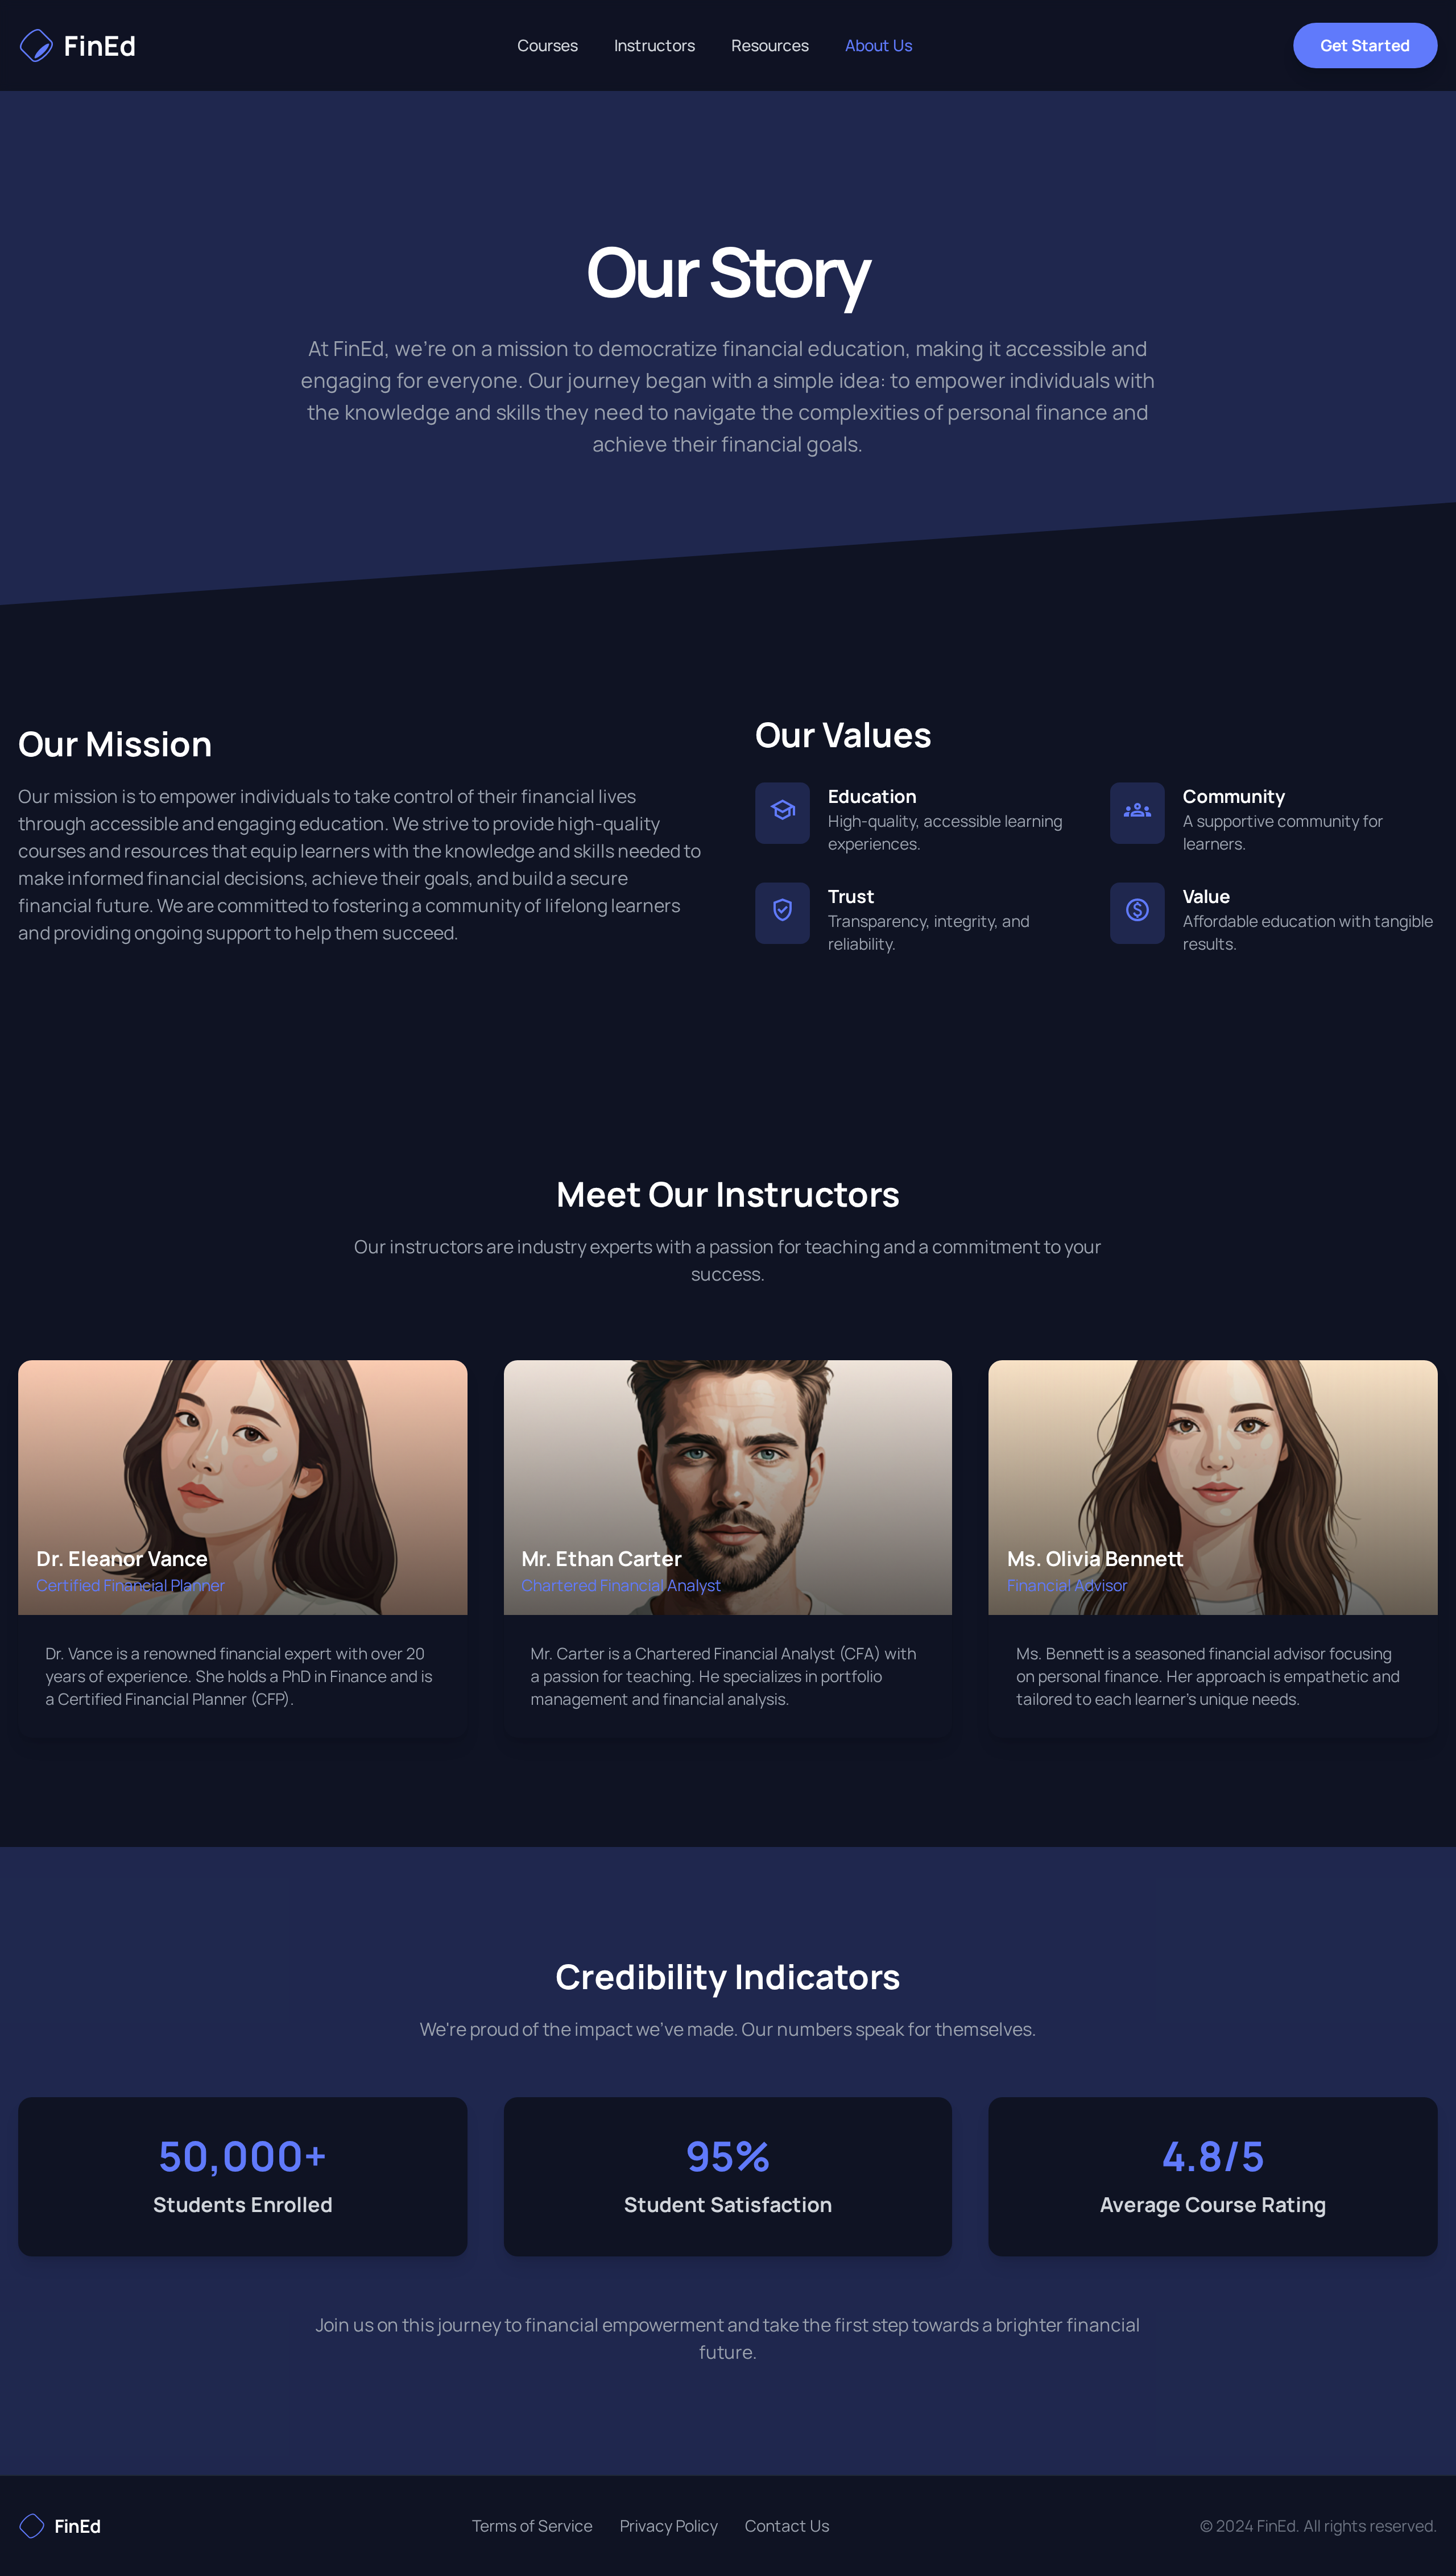 FinEd
Courses
Instructors
Resources
About Us
Get Started
Our Story
At FinEd, we're on a mission to democratize financial education, making it accessible and
engaging for everyone. Our journey began with a simple idea: to empower individuals with
the knowledge and skills they need to navigate the complexities of personal finance and
achieve their financial goals.
Our Mission
Our mission is to empower individuals to take control of their financial lives
through accessible and engaging education. We strive to provide high-quality
courses and resources that equip learners with the knowledge and skills needed to
make informed financial decisions, achieve their goals, and build a secure
financial future. We are committed to fostering a community of lifelong learners
and providing ongoing support to help them succeed.
Our Values
Education
High-quality, accessible learning
experiences.
Community
A supportive community for
learners.
Trust
Transparency, integrity, and
reliability.
Value
Affordable education with tangible
results.
Meet Our Instructors
Our instructors are industry experts with a passion for teaching and a commitment to your
success.
Dr. Eleanor Vance
Certified Financial Planner
Dr. Vance is a renowned financial expert with over 20
years of experience. She holds a PhD in Finance and is
a Certified Financial Planner (CFP).
Mr. Ethan Carter
Chartered Financial Analyst
Mr. Carter is a Chartered Financial Analyst (CFA) with
a passion for teaching. He specializes in portfolio
management and financial analysis.
Ms. Olivia Bennett
Financial Advisor
Ms. Bennett is a seasoned financial advisor focusing
on personal finance. Her approach is empathetic and
tailored to each learner's unique needs.
Credibility Indicators
We're proud of the impact we've made. Our numbers speak for themselves.
50,000+
Students Enrolled
95%
Student Satisfaction
4.8/5
Average Course Rating
Join us on this journey to financial empowerment and take the first step towards a brighter financial
future.
FinEd
Terms of Service
Privacy Policy
Contact Us
© 2024 FinEd. All rights reserved.